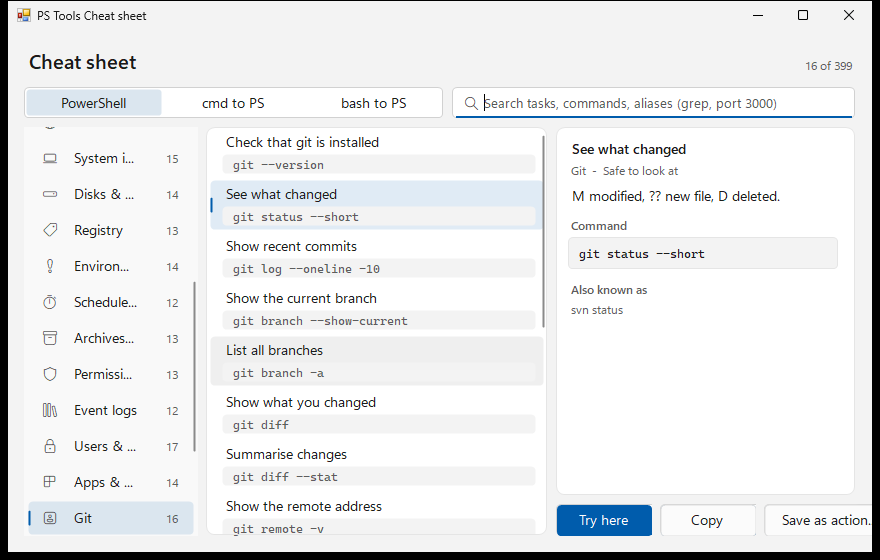 PS Tools Cheat sheet
Cheat sheet
16 of 399
PowerShell
cmd to PS
bash to PS
Search tasks, commands, aliases (grep, port 3000)
System i... 15
Disks & ... 14
Registry 13
Environ... 14
Schedule... 12
Archives... 13
Permissi... 13
Event logs 12
Users & ... 17
Apps & ... 14
Git 16
Check that git is installed
git --version
See what changed
git status --short
Show recent commits
git log --oneline -10
Show the current branch
git branch --show-current
List all branches
git branch -a
Show what you changed
git diff
Summarise changes
git diff --stat
Show the remote address
git remote -v
See what changed
Git - Safe to look at
M modified, ?? new file, D deleted.
Command
git status --short
Also known as
svn status
Try here
Copy
Save as action.